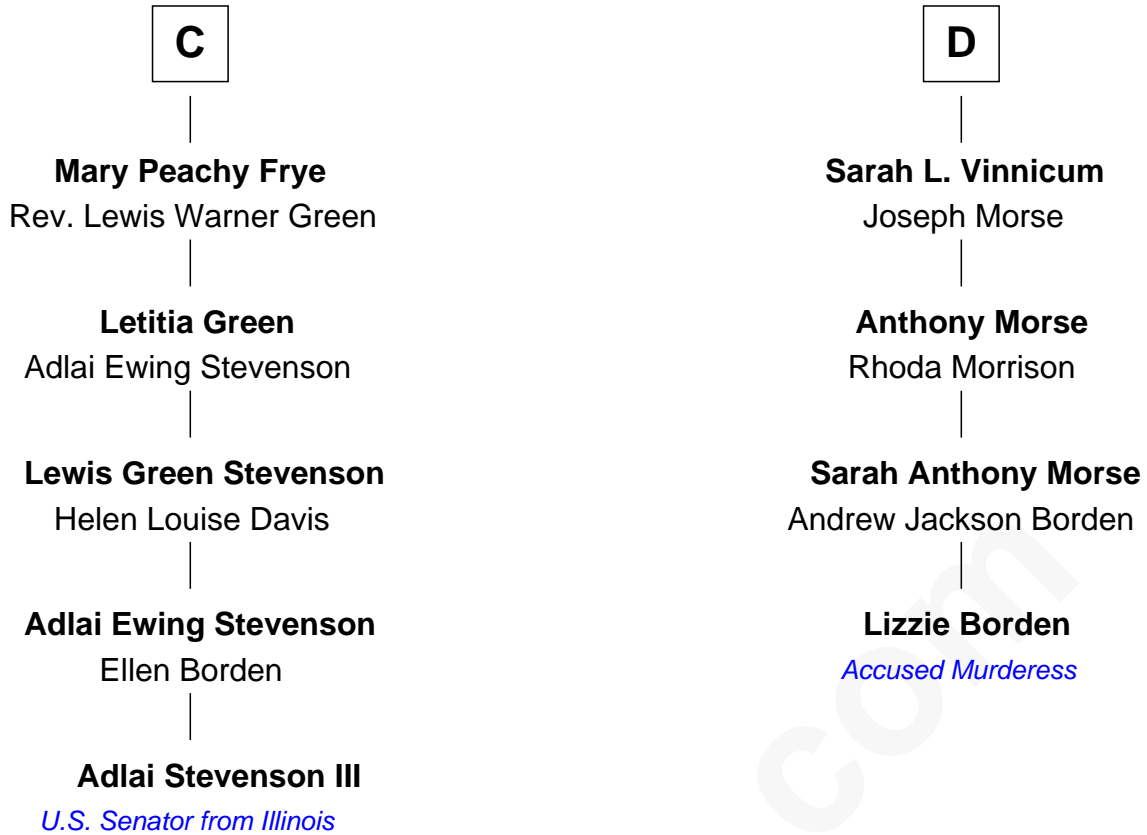 C
Mary Peachy Frye
Rev. Lewis Warner Green
Letitia Green
Adlai Ewing Stevenson
Lewis Green Stevenson
Helen Louise Davis
Adlai Ewing Stevenson
Ellen Borden
Adlai Stevenson III
U.S. Senator from Illinois
D
Sarah L. Vinnicum
Joseph Morse
Anthony Morse
Rhoda Morrison
Sarah Anthony Morse
Andrew Jackson Borden
Lizzie Borden
Accused Murderess
com